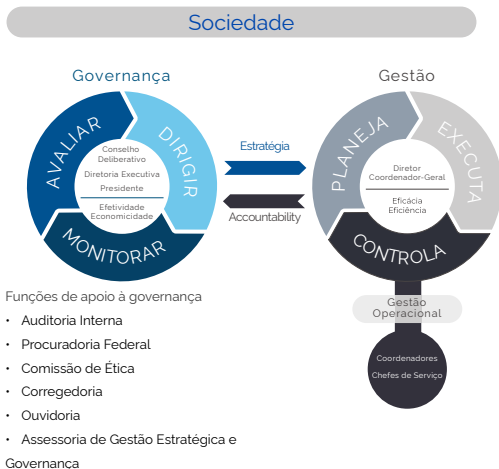 Sociedade
Governança
AVALIAR
DIRIGIR
MONITORAR
Conselho
Deliberativo
Diretoria Executiva
Presidente
Efetividade
Economicidade
Estratégia
Accountability
Gestão
PLANEJA
EXECUTA
CONTROLA
Diretor
Coordenador-Geral
Eficácia
Eficiência
Gestão
Operacional
Coordenadores
Chefes de Serviço
Funções de apoio à governança
• Auditoria Interna
• Procuradoria Federal
• Comissão de Ética
• Corregedoria
• Ouvidoria
• Assessoria de Gestão Estratégica e
Governança